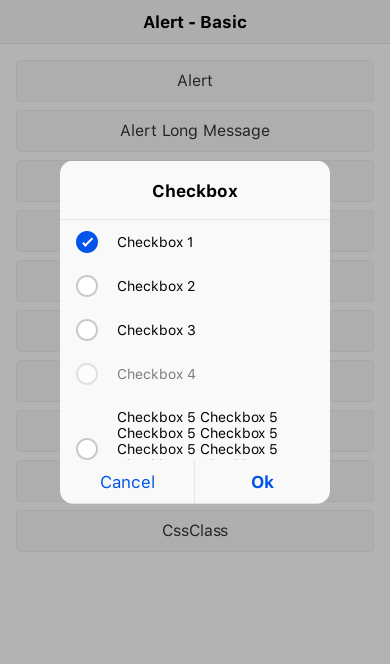 Alert - Basic
Alert
Alert Long Message
Checkbox
Checkbox 1
Checkbox 2
Checkbox 3
Checkbox 4
Checkbox 5 Checkbox 5
Checkbox 5 Checkbox 5
Checkbox 5 Checkbox 5
Cancel
Ok
CssClass